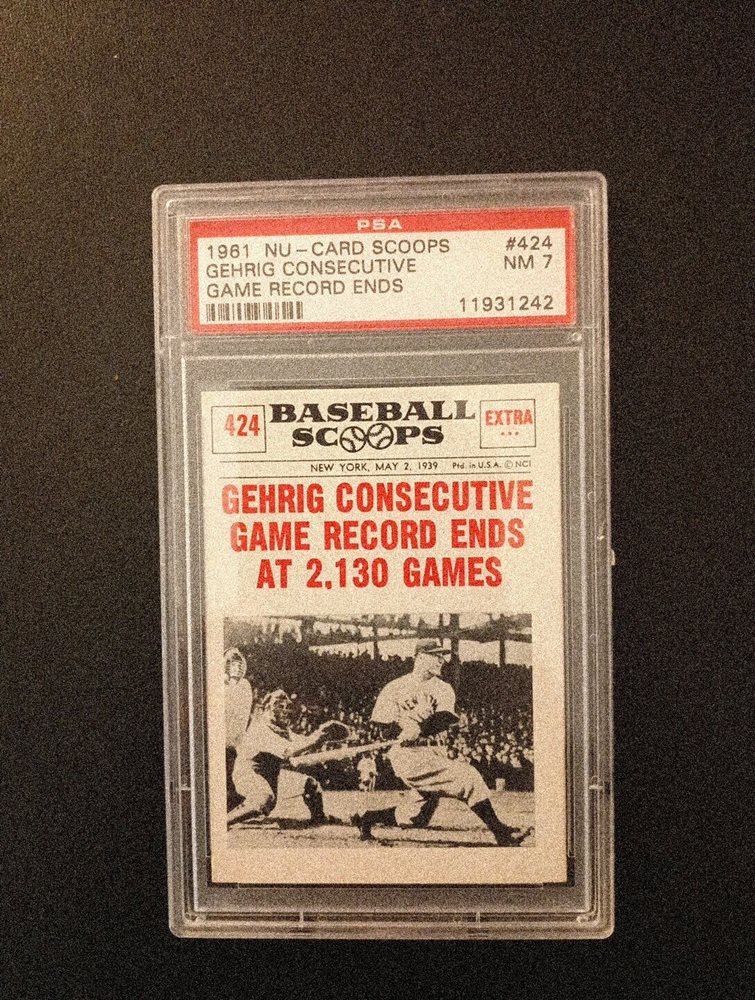 PSA
1961 NU-CARD SCOOPS #424
GEHRIG CONSECUTIVE NM 7
GAME RECORD ENDS
11931242
424 BASEBALL SCOOPS EXTRA
NEW YORK, MAY 2, 1939 Ptd. in U.S.A. © NCI
GEHRIG CONSECUTIVE
GAME RECORD ENDS
AT 2,130 GAMES
NEW